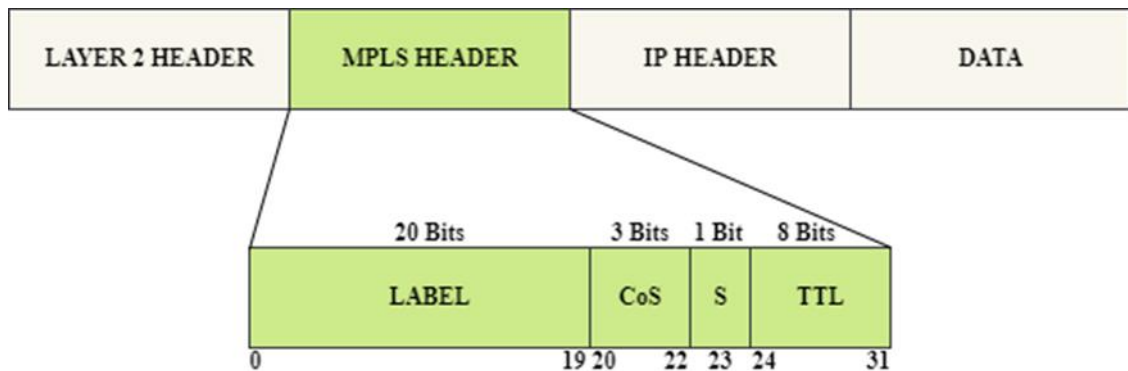 LAYER 2 HEADER MPLS HEADER IP HEADER DATA
20 Bits 3 Bits 1 Bit 8 Bits
LABEL CoS S TTL
0 19 20 22 23 24 31